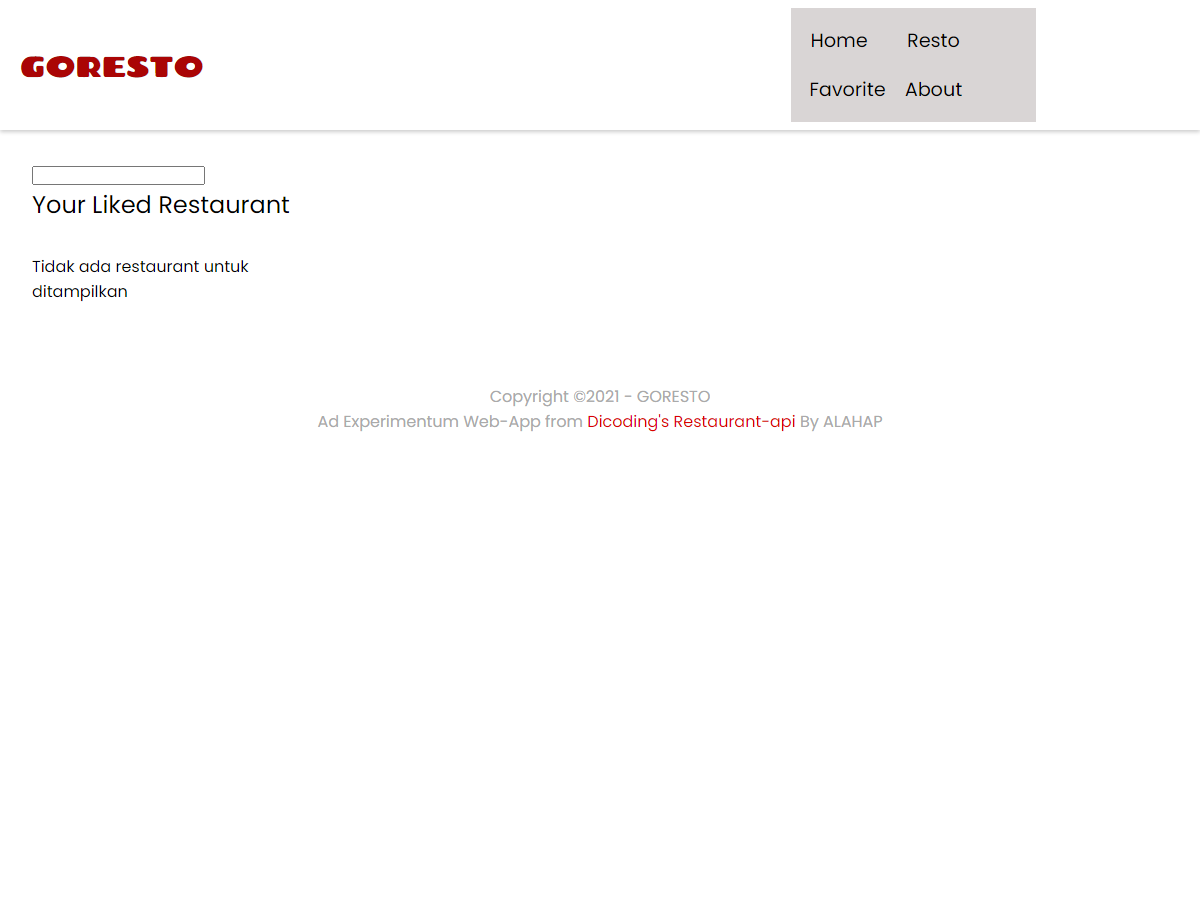 GORESTO
Home Resto
Favorite About
Your Liked Restaurant
Tidak ada restaurant untuk
ditampilkan
Copyright ©2021 - GORESTO
Ad Experimentum Web-App from Dicoding's Restaurant-api By ALAHAP